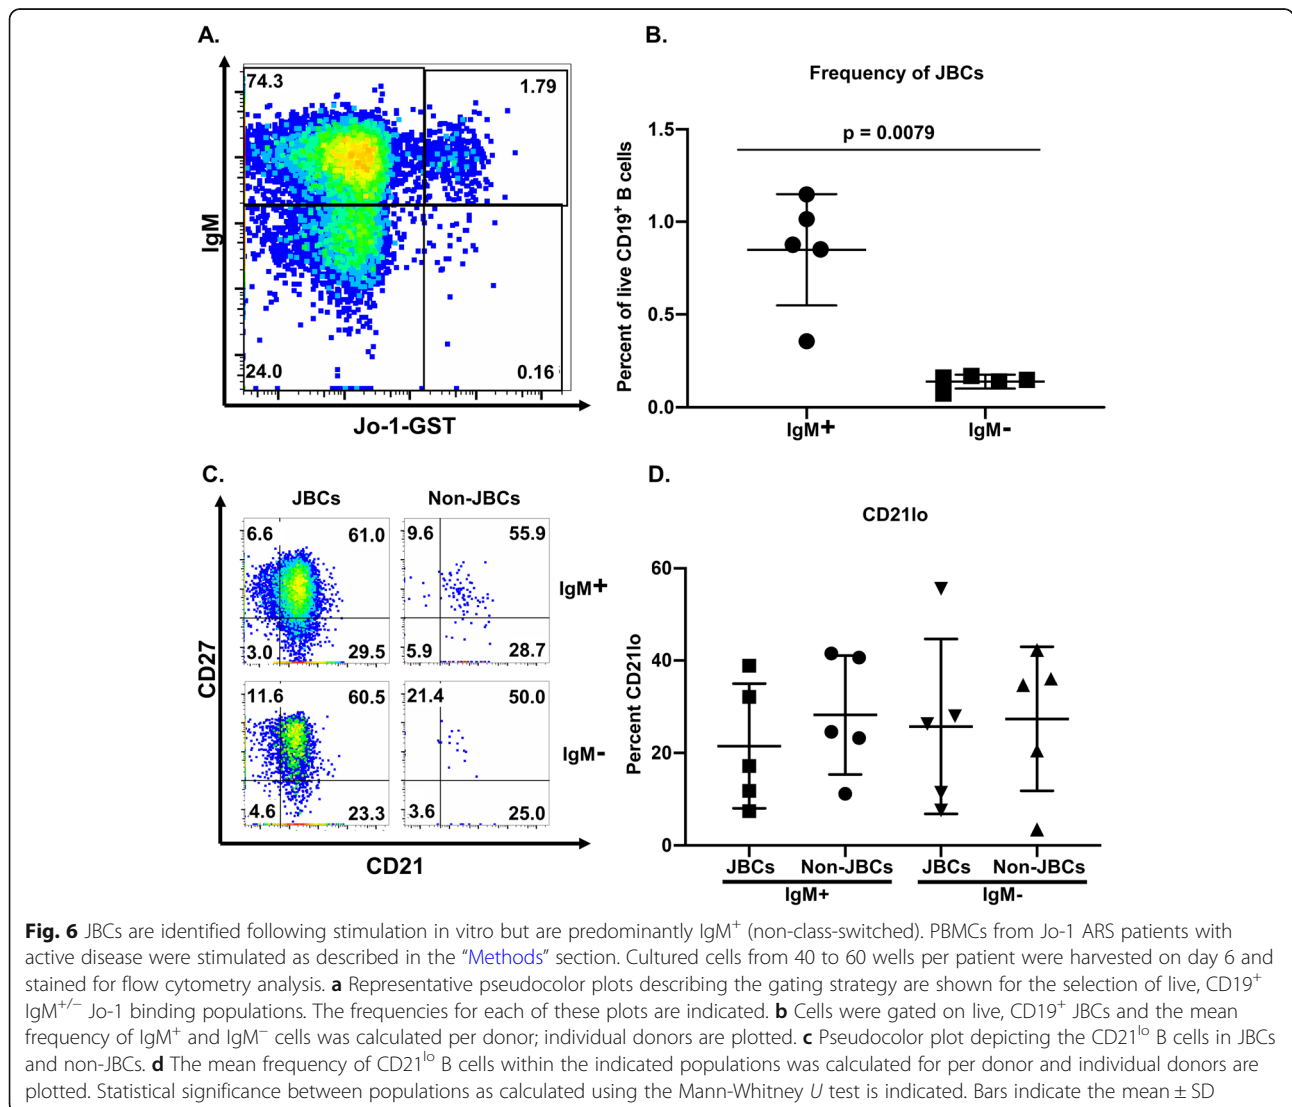 A.
74.3
1.79
24.0
0.16
IgM
Jo-1-GST
B.
Frequency of JBCs
p = 0.0079
Percent of live CD19+ B cells
1.5
1.0
0.5
0.0
IgM+
IgM-
C.
JBCs
Non-JBCs
6.6
61.0
9.6
55.9
IgM+
3.0
29.5
5.9
28.7
11.6
60.5
21.4
50.0
IgM-
4.6
23.3
3.6
25.0
CD27
CD21
D.
CD21lo
Percent CD21lo
60
40
20
0
JBCs
Non-JBCs
JBCs
Non-JBCs
IgM+
IgM-
Fig. 6 JBCs are identified following stimulation in vitro but are predominantly IgM+ (non-class-switched). PBMCs from Jo-1 ARS patients with
active disease were stimulated as described in the “Methods” section. Cultured cells from 40 to 60 wells per patient were harvested on day 6 and
stained for flow cytometry analysis. a Representative pseudocolor plots describing the gating strategy are shown for the selection of live, CD19+
IgM+/− Jo-1 binding populations. The frequencies for each of these plots are indicated. b Cells were gated on live, CD19+ JBCs and the mean
frequency of IgM+ and IgM− cells was calculated per donor; individual donors are plotted. c Pseudocolor plot depicting the CD21lo B cells in JBCs
and non-JBCs. d The mean frequency of CD21lo B cells within the indicated populations was calculated for per donor and individual donors are
plotted. Statistical significance between populations as calculated using the Mann-Whitney U test is indicated. Bars indicate the mean ± SD